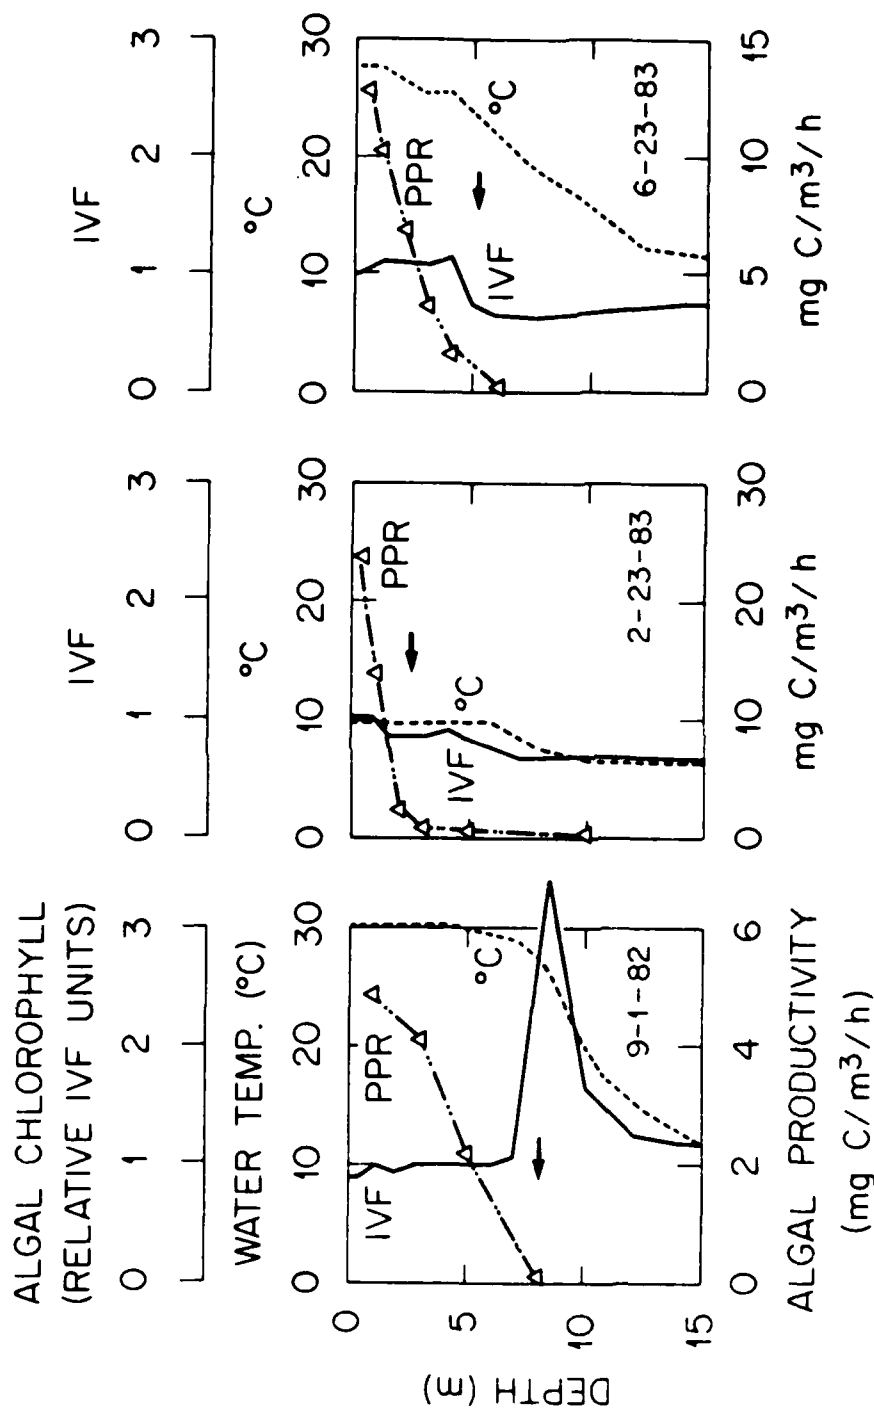 ALGAL CHLOROPHYLL
(RELATIVE IVF UNITS)
0 1 2 3
WATER TEMP. (°C)
0 10 20 30
DEPTH (m)
0
5
10
15
IVF
PPR
°C
9-1-82
0 2 4 6
ALGAL PRODUCTIVITY
(mg C/m³/h)
IVF
0 1 2 3
°C
0 10 20 30
PPR
IVF
°C
2-23-83
0 10 20 30
mg C/m³/h
IVF
0 1 2 3
°C
0 10 20 30
PPR
IVF
°C
6-23-83
0 5 10 15
mg C/m³/h